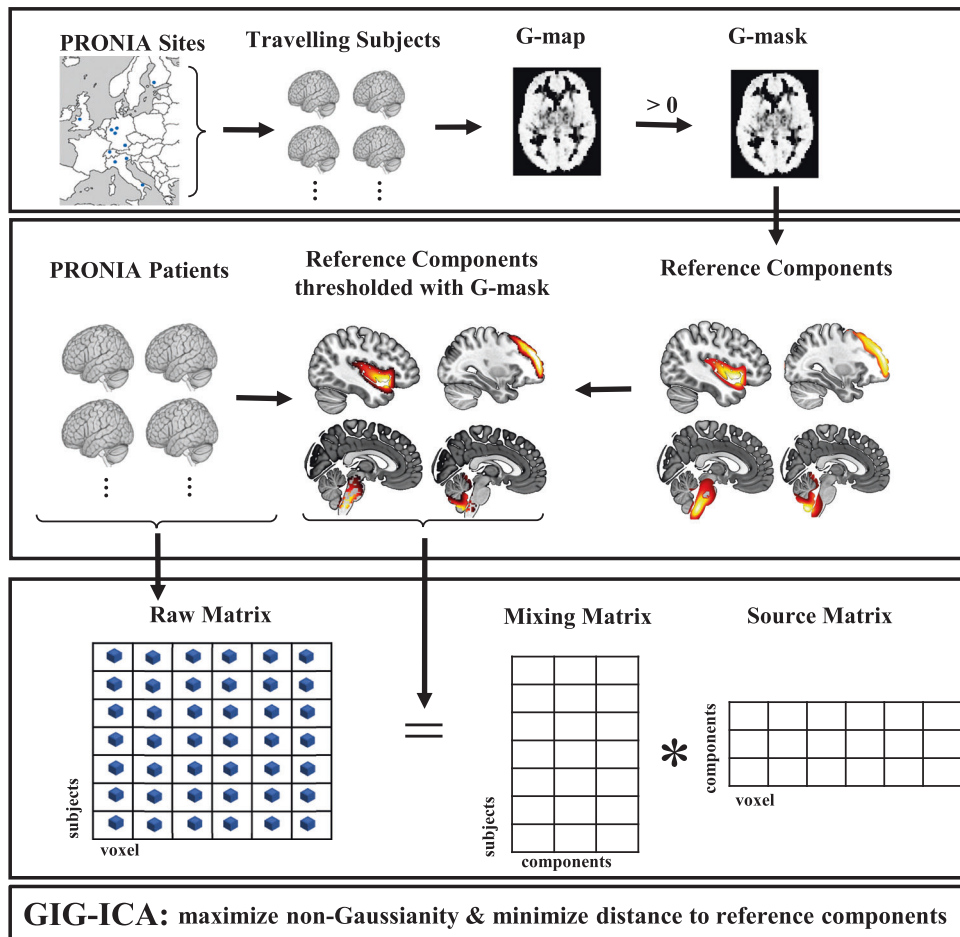 PRONIA Sites
Travelling Subjects
G-map
G-mask
> 0
PRONIA Patients
Reference Components
thresholded with G-mask
Reference Components
Raw Matrix
Mixing Matrix
Source Matrix
subjects
voxel
=
subjects
components
*
components
voxel
GIG-ICA: maximize non-Gaussianity & minimize distance to reference components